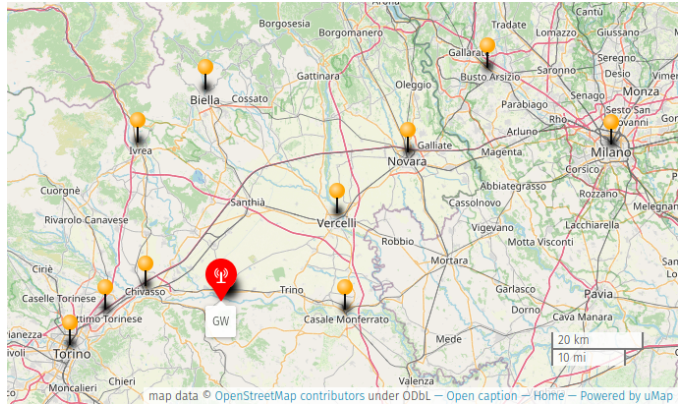 Cantù
Borgosesia
Tradate
Lomazzo
Giussano
Borgomanero
Gallarate
Seregno
Gattinara
Busto Arsizio
Saronno
Desio
Biella
Cossato
Oleggio
Senago
Monza
Parabiago
Sesto San
Giovanni
Rho
Arluno
Ivrea
Galliate
Novara
Magenta
Milano
Corsico
Cuorgnè
Abbiategrasso
Rozzano
Santhià
Cassolnovo
Rivarolo Canavese
Vercelli
Vigevano
Lacchiarella
Robbio
Motta Visconti
Mortara
Ciriè
Chivasso
Trino
Garlasco
Pavia
Caselle Torinese
Settimo Torinese
Casale Monferrato
Dorno
GW
Cava Manara
Mede
20 km
Torino
10 mi
Chieri
Valenza
Moncalieri
map data © OpenStreetMap contributors under ODbL — Open caption — Home — Powered by uMap